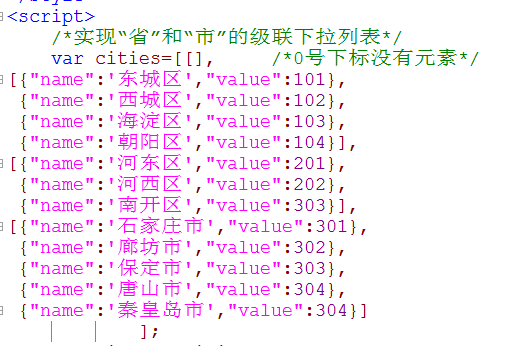 <script>
/*实现“省”和“市”的级联下拉列表*/
var cities=[[], /*0号下标没有元素*/
[{"name":'东城区',"value":101},
{"name":'西城区',"value":102},
{"name":'海淀区',"value":103},
{"name":'朝阳区',"value":104}],
[{"name":'河东区',"value":201},
{"name":'河西区',"value":202},
{"name":'南开区',"value":303}],
[{"name":'石家庄市',"value":301},
{"name":'廊坊市',"value":302},
{"name":'保定市',"value":303},
{"name":'唐山市',"value":304},
{"name":'秦皇岛市',"value":304}]
];